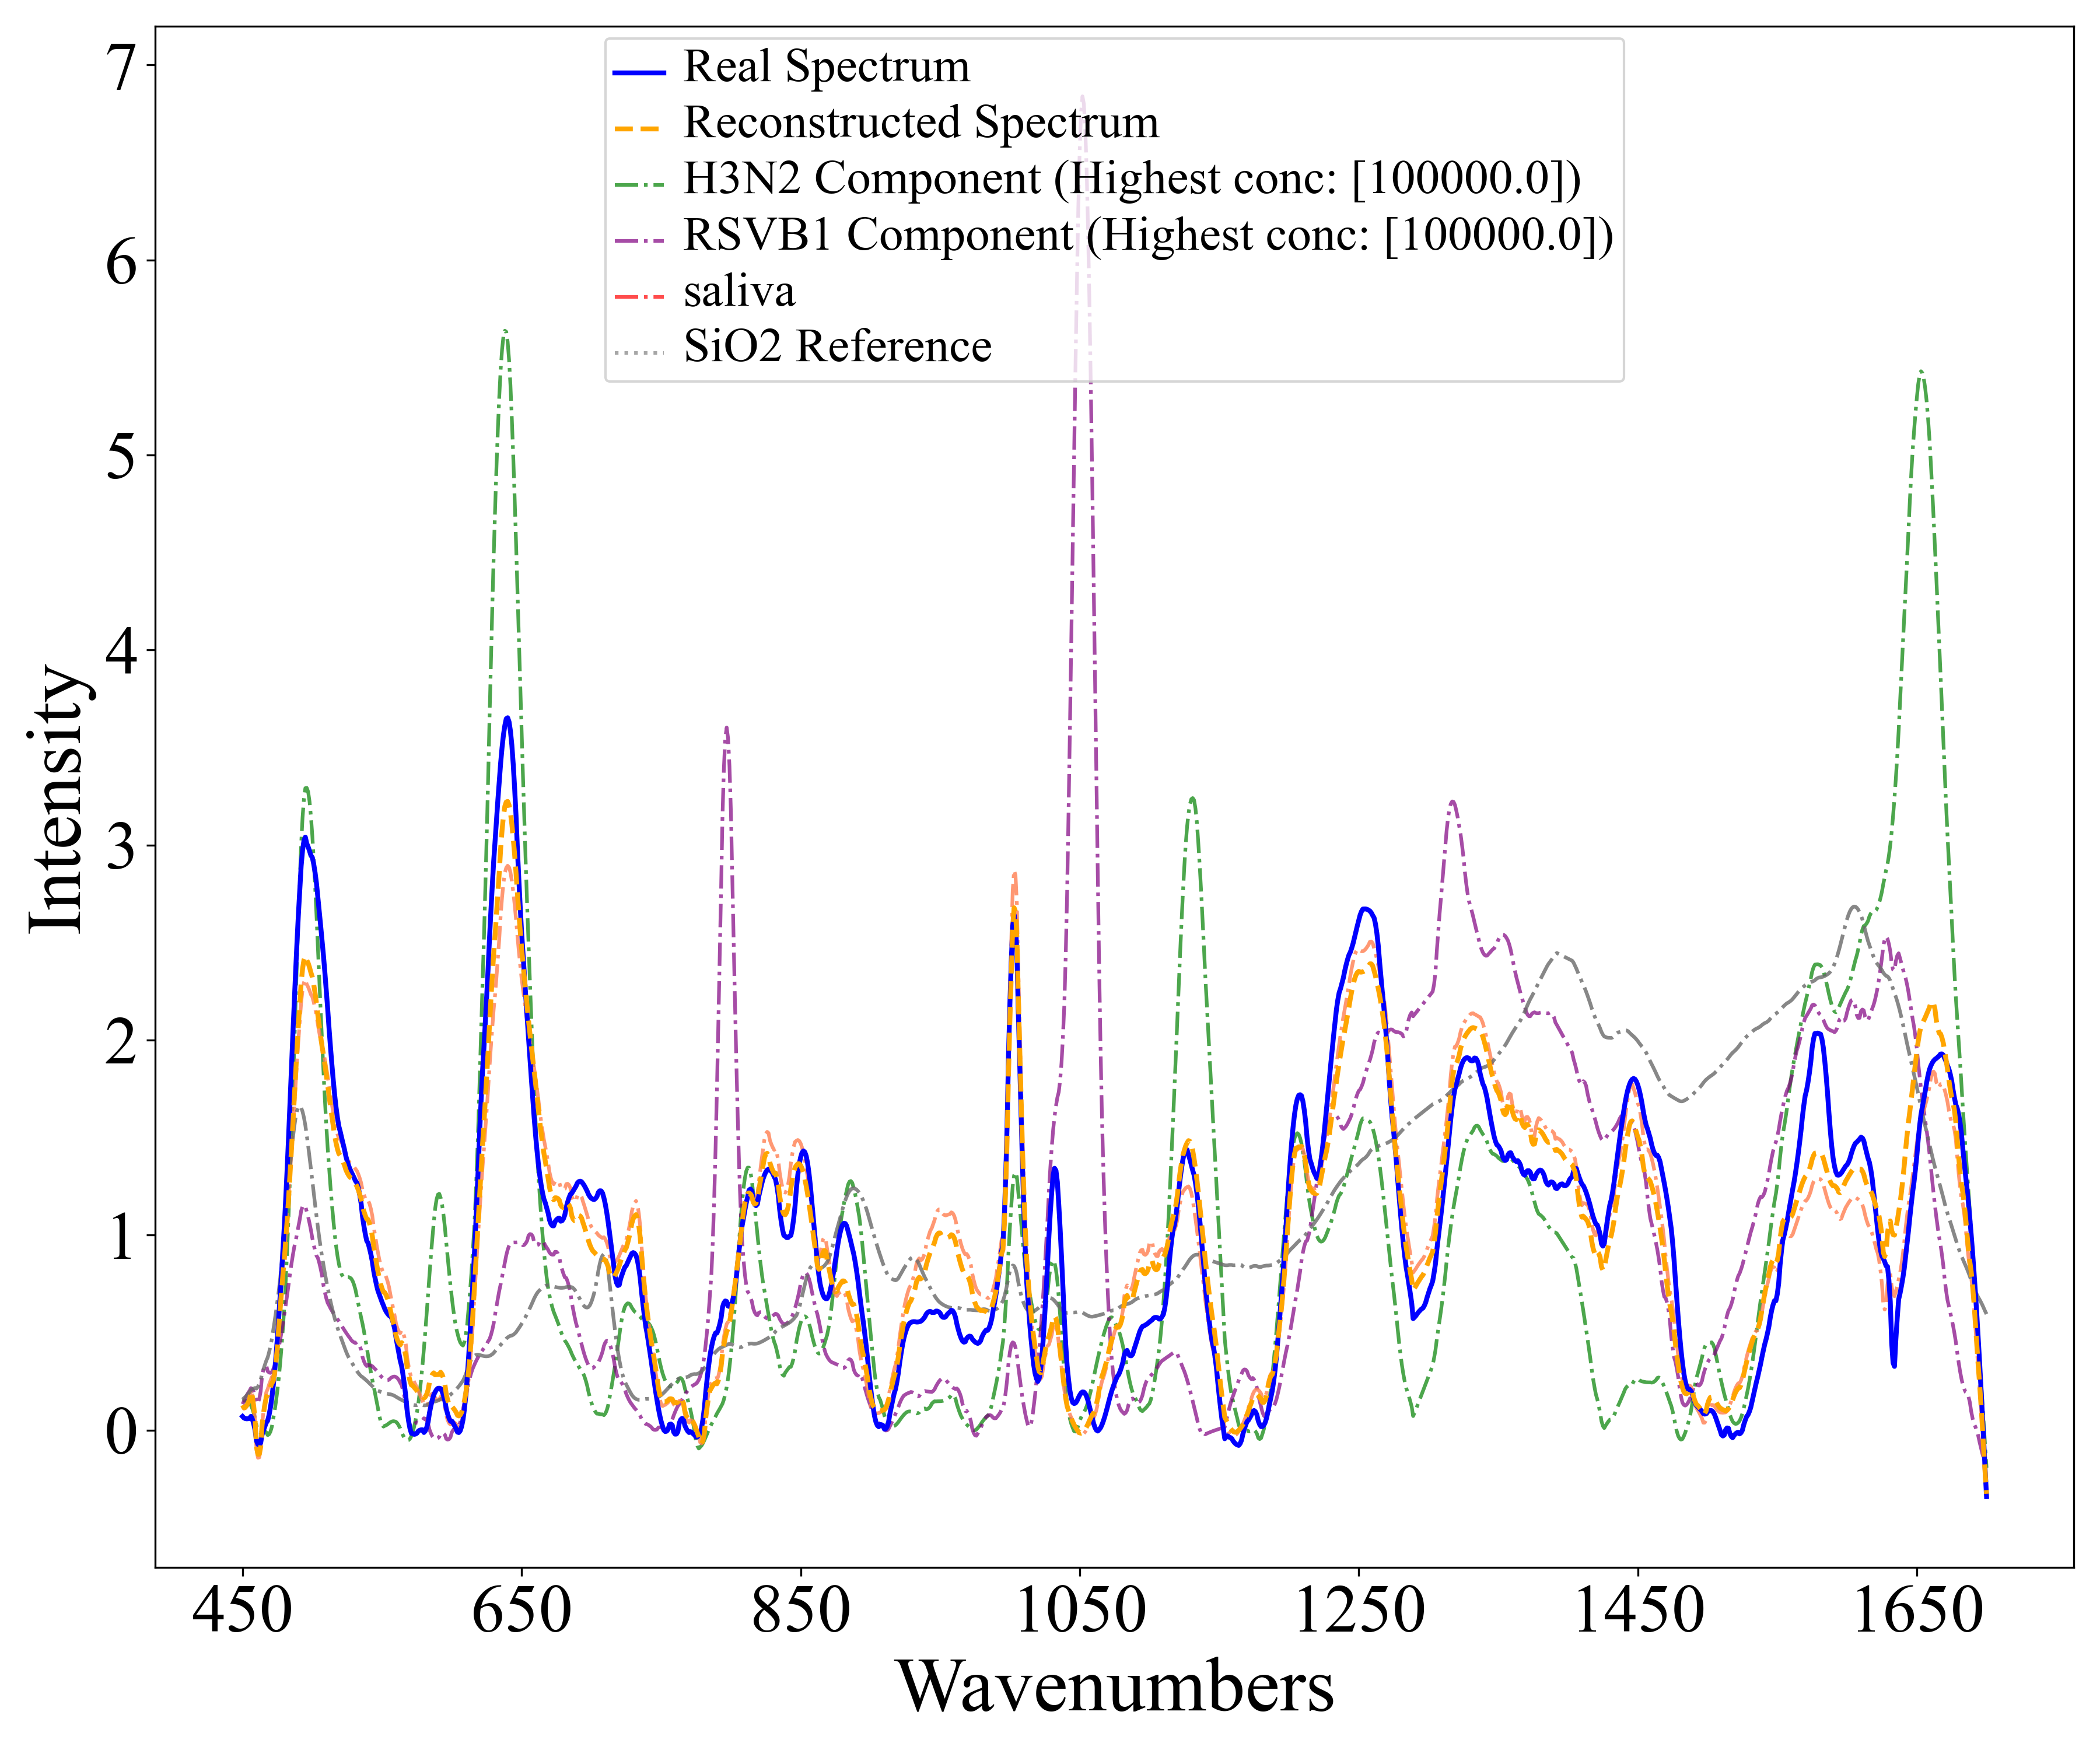 Real Spectrum
Reconstructed Spectrum
H3N2 Component (Highest conc: [100000.0])
RSVB1 Component (Highest conc: [100000.0])
saliva
SiO2 Reference
7
6
5
4
3
2
1
0
Intensity
450 650 850 1050 1250 1450 1650
Wavenumbers